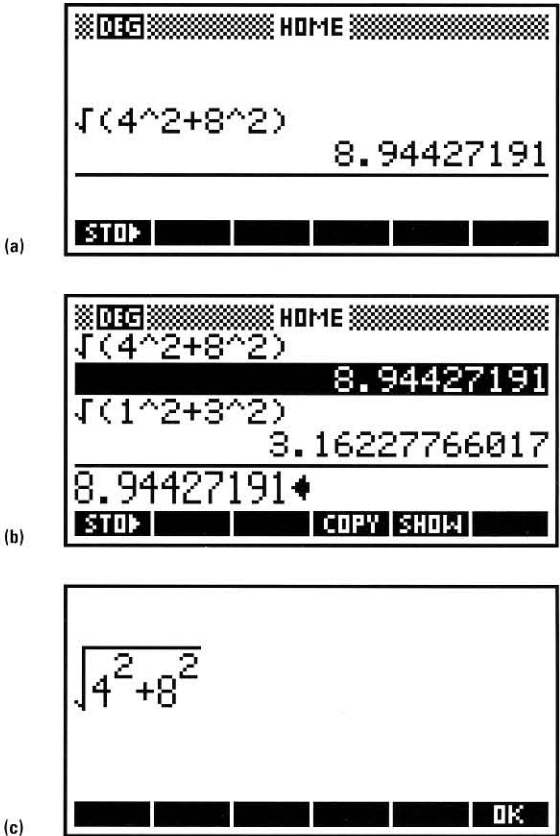 DEG HOME
√(4^2+8^2)
8.94427191
STO▶
(a)
DEG HOME
√(4^2+8^2)
8.94427191
√(1^2+3^2)
3.16227766017
8.94427191◆
STO▶ COPY SHOW
(b)
√4²+8²
OK
(c)